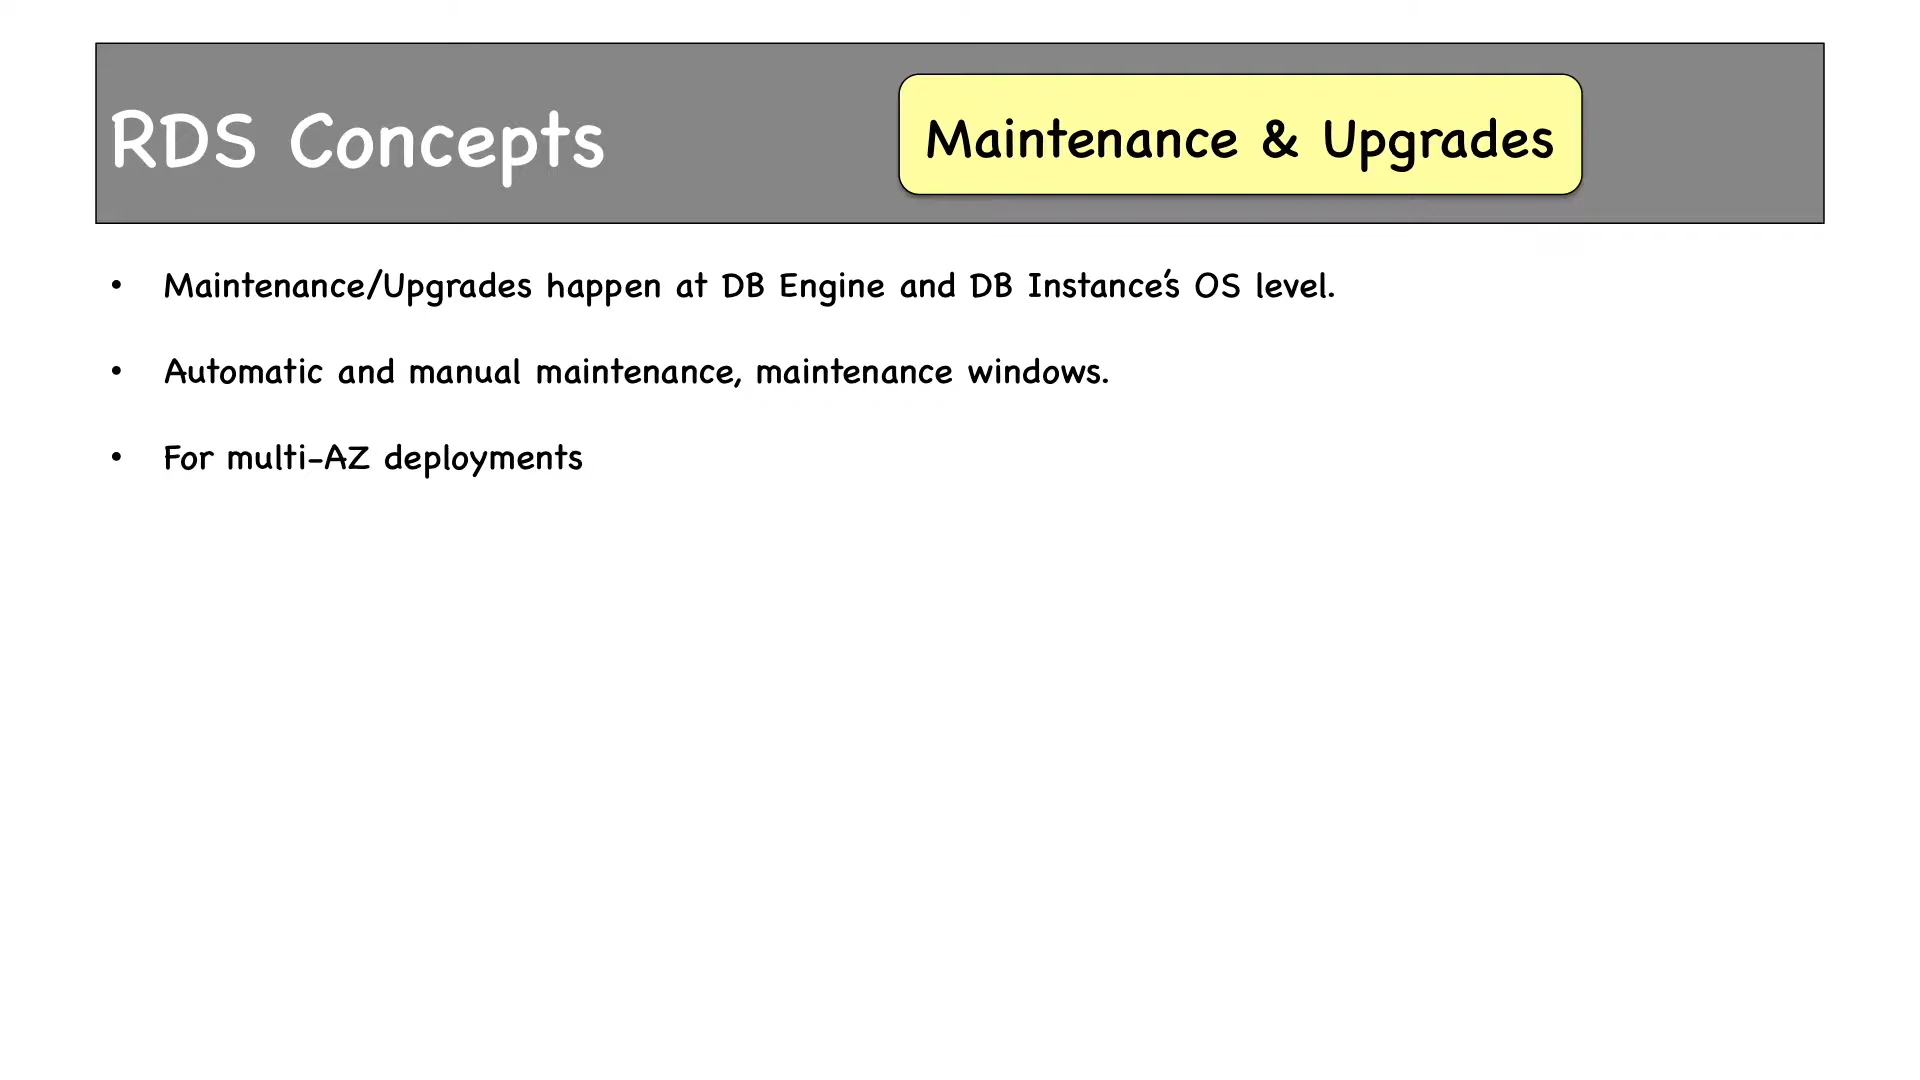 RDS Concepts
Maintenance & Upgrades
• Maintenance/Upgrades happen at DB Engine and DB Instance's OS level.
• Automatic and manual maintenance, maintenance windows.
• For multi-AZ deployments